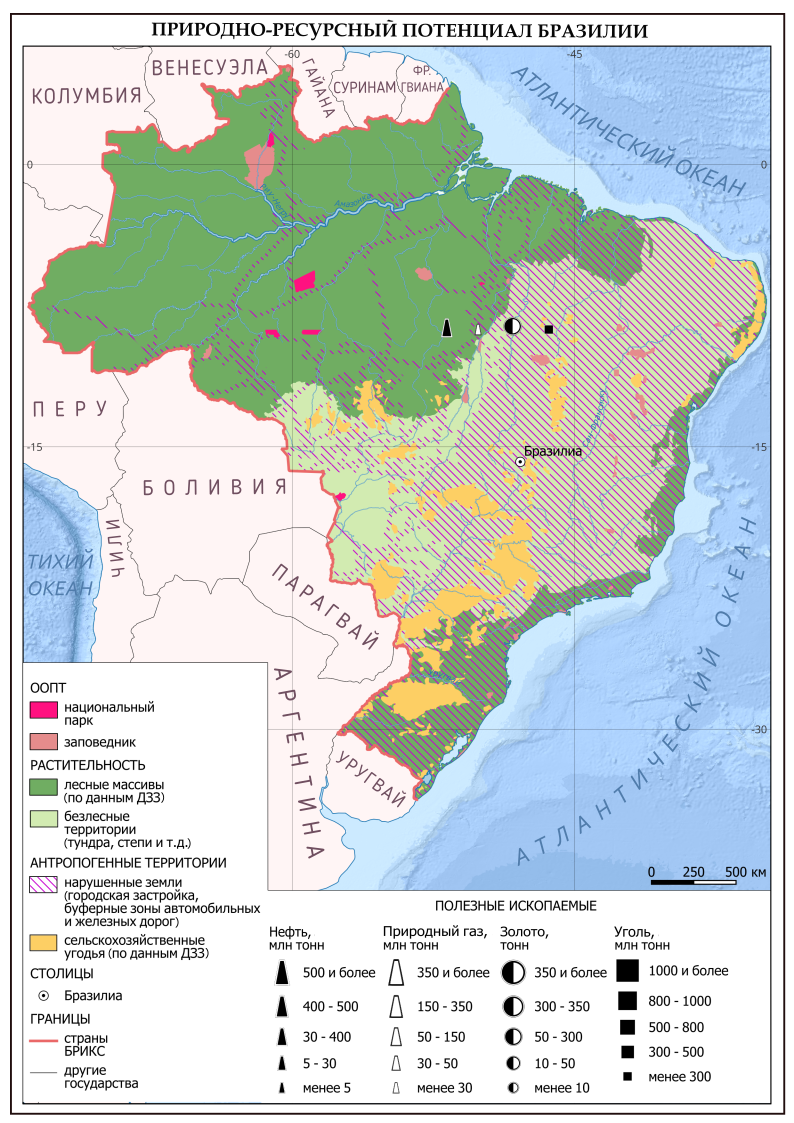 ПРИРОДНО-РЕСУРСНЫЙ ПОТЕНЦИАЛ БРАЗИЛИИ
-60
-45
ВЕНЕСУЭЛА
ГАЙАНА
СУРИНАМ
ФР.
ГВИАНА
КОЛУМБИЯ
АТЛАНТИЧЕСКИЙ ОКЕАН
0
0
Амазонка
Сан-Франсиску
ПЕРУ
-15
-15
Бразилиа
БОЛИВИЯ
ЧИЛИ
ТИХИЙ
ОКЕАН
ПАРАГВАЙ
АРГЕНТИНА
УРУГВАЙ
-30
АТЛАНТИЧЕСКИЙ ОКЕАН
0 250 500 км
ООПТ
национальный
парк
заповедник
РАСТИТЕЛЬНОСТЬ
лесные массивы
(по данным ДЗЗ)
безлесные
территории
(тундра, степи и т.д.)
АНТРОПОГЕННЫЕ ТЕРРИТОРИИ
нарушенные земли
(городская застройка,
буферные зоны автомобильных
и железных дорог)
сельскохозяйственные
угодья (по данным ДЗЗ)
СТОЛИЦЫ
Бразилиа
ГРАНИЦЫ
страны
БРИКС
другие
государства
ПОЛЕЗНЫЕ ИСКОПАЕМЫЕ
Нефть,
млн тонн
500 и более
400 - 500
30 - 400
5 - 30
менее 5
Природный газ,
млн тонн
350 и более
150 - 350
50 - 150
30 - 50
менее 30
Золото,
тонн
350 и более
300 - 350
50 - 300
10 - 50
менее 10
Уголь,
млн тонн
1000 и более
800 - 1000
500 - 800
300 - 500
менее 300